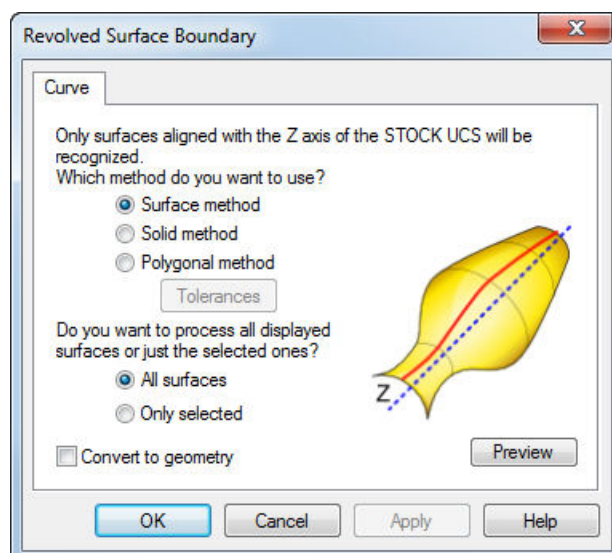 Revolved Surface Boundary
Curve
Only surfaces aligned with the Z axis of the STOCK UCS will be
recognized.
Which method do you want to use?
Surface method
Solid method
Polygonal method
Tolerances
Do you want to process all displayed
surfaces or just the selected ones?
All surfaces
Only selected
Z
Convert to geometry
Preview
OK
Cancel
Apply
Help